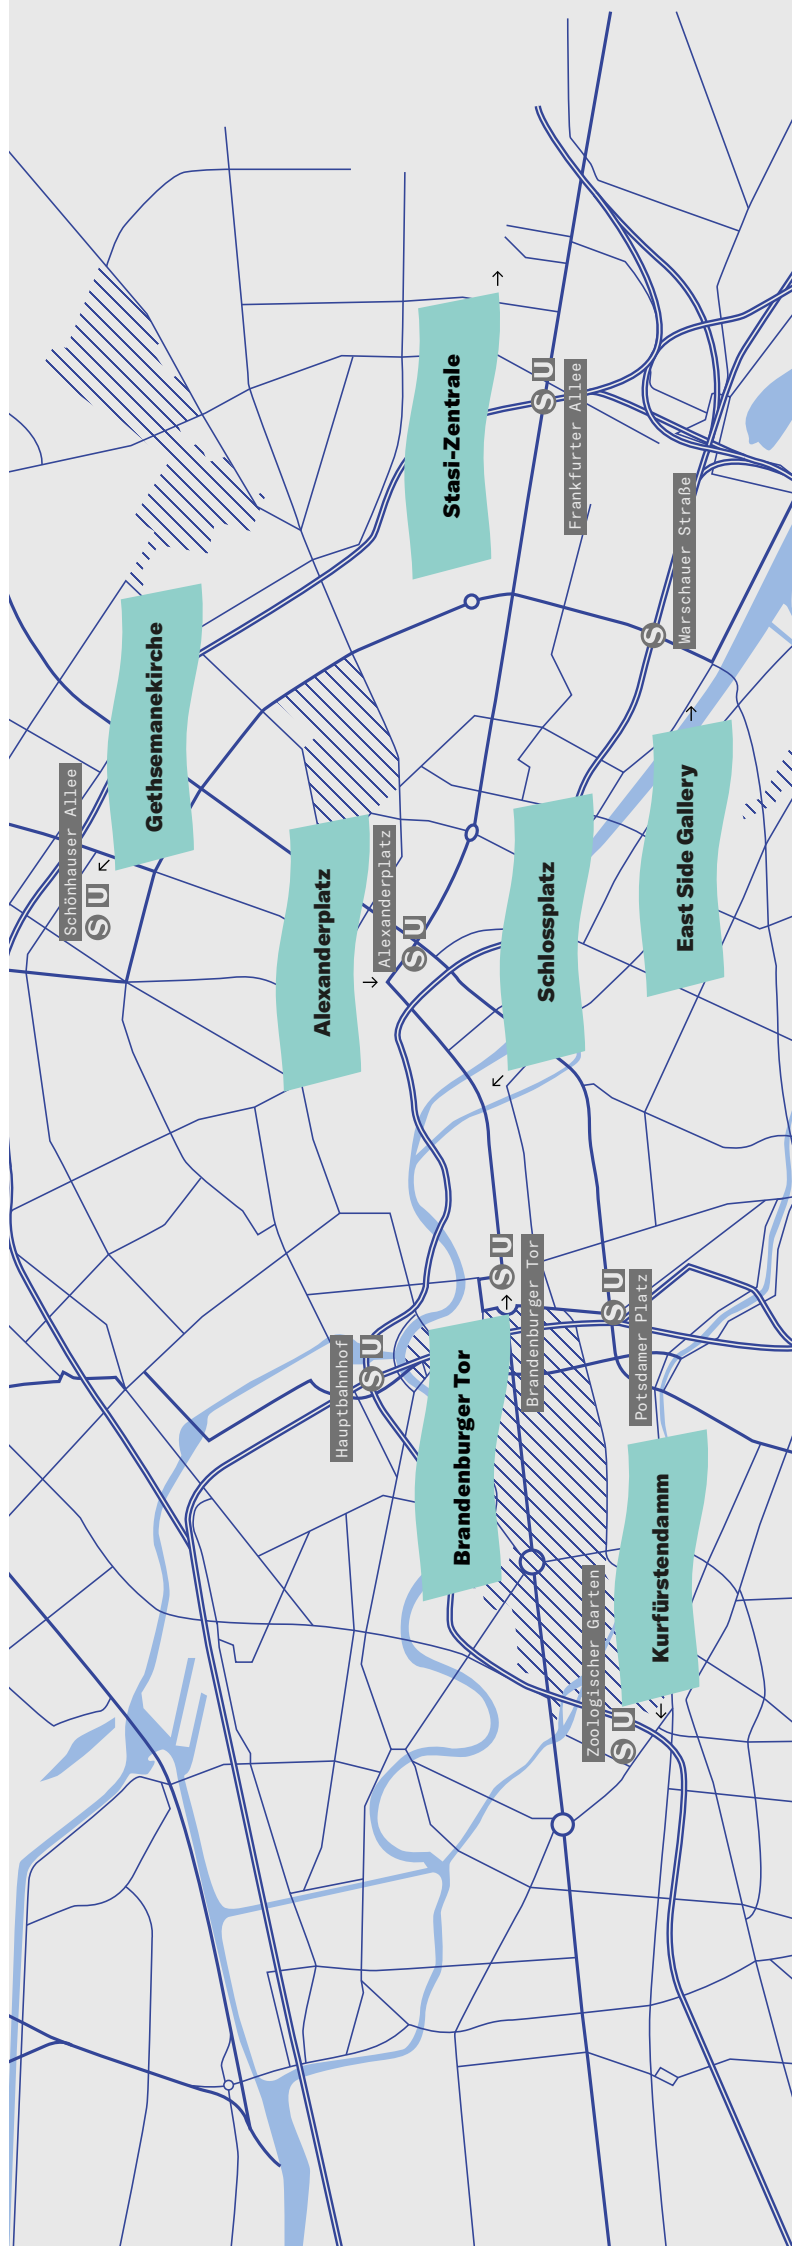 Stasi-Zentrale
S U
Frankfurter Allee
Warschauer Straße
S
Gethsemanekirche
Schönhauser Allee
S U
East Side Gallery
Schlossplatz
Alexanderplatz
Alexanderplatz
S U
Brandenburger Tor
S U
Brandenburger Tor
S U
Potsdamer Platz
Hauptbahnhof
S U
Kurfürstendamm
Zoologischer Garten
S U